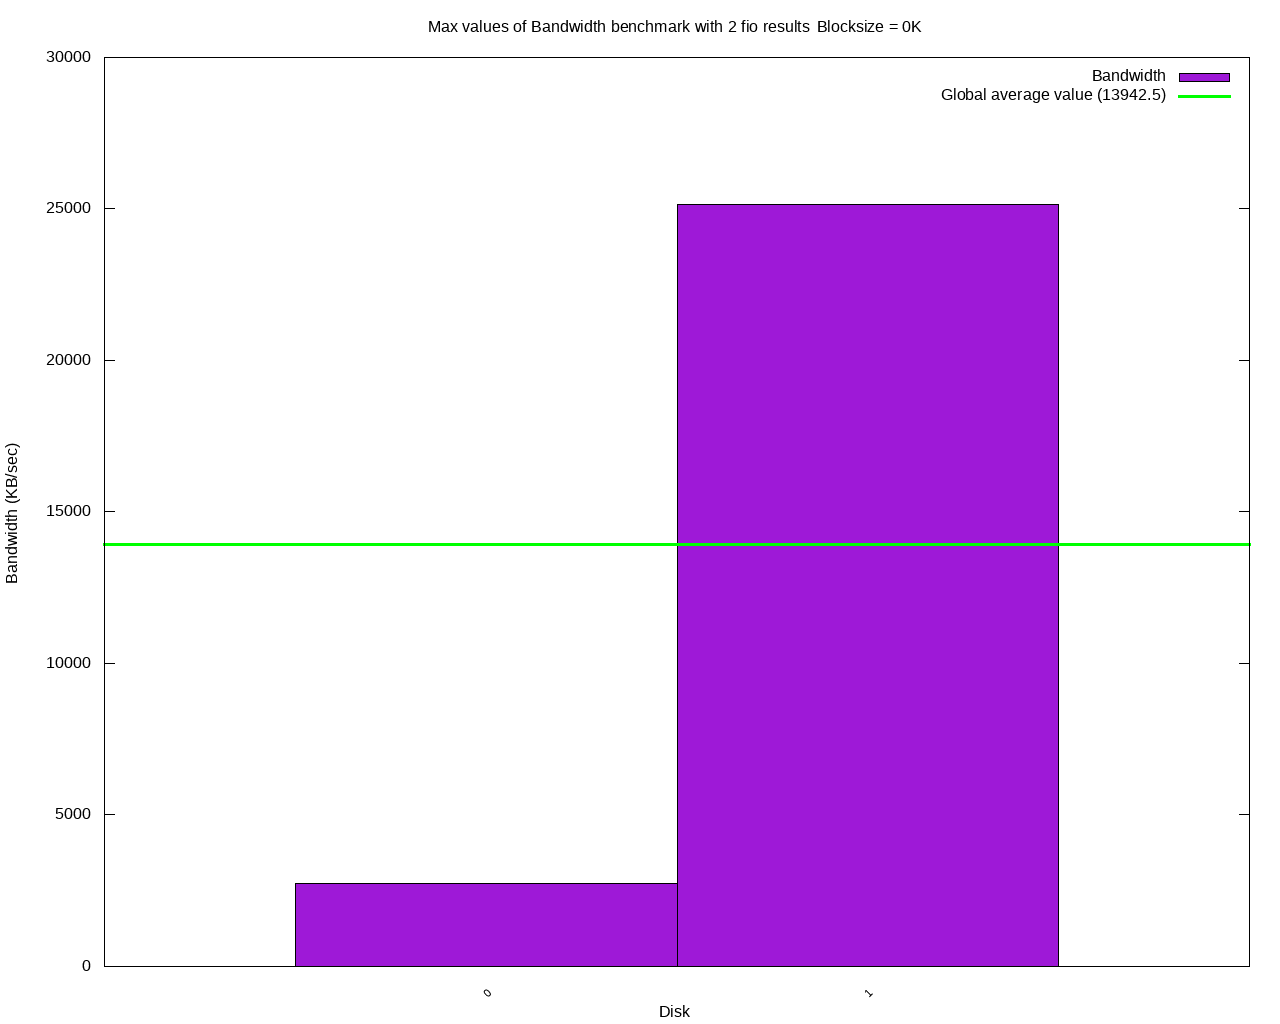 Max values of Bandwidth benchmark with 2 fio results Blocksize = 0K
30000
Bandwidth
Global average value (13942.5)
25000
20000
15000
10000
5000
0
Bandwidth (KB/sec)
0
1
Disk